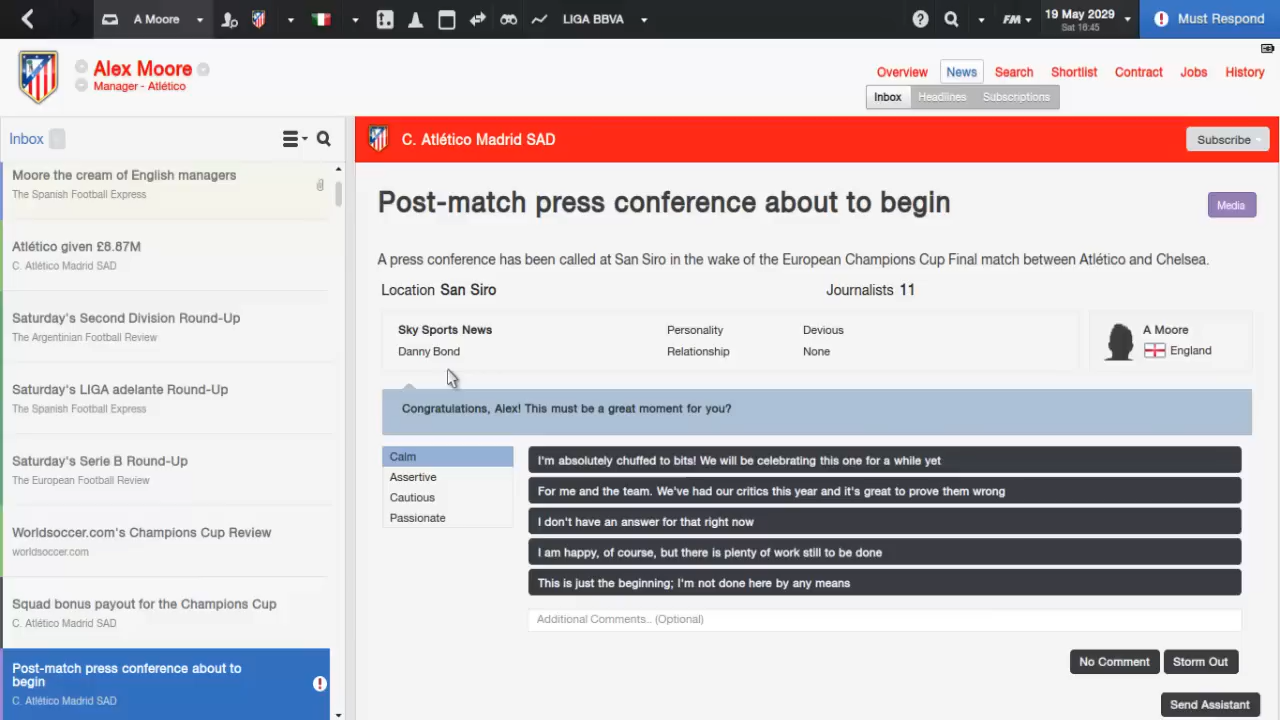 A Moore
LIGA BBVA
FM
19 May 2029
Sat 16:45
Must Respond
Alex Moore
Manager - Atlético
Overview
News
Search
Shortlist
Contract
Jobs
History
Inbox
Headlines
Subscriptions
Inbox
Moore the cream of English managers
The Spanish Football Express
Atlético given £8.87M
C. Atlético Madrid SAD
Saturday's Second Division Round-Up
The Argentinian Football Review
Saturday's LIGA adelante Round-Up
The Spanish Football Express
Saturday's Serie B Round-Up
The European Football Review
Worldsoccer.com's Champions Cup Review
worldsoccer.com
Squad bonus payout for the Champions Cup
C. Atlético Madrid SAD
Post-match press conference about to
begin
C. Atlético Madrid SAD
C. Atlético Madrid SAD
Subscribe
Post-match press conference about to begin
Media
A press conference has been called at San Siro in the wake of the European Champions Cup Final match between Atlético and Chelsea.
Location San Siro
Journalists 11
Sky Sports News
Personality
Devious
Danny Bond
Relationship
None
A Moore
England
Congratulations, Alex! This must be a great moment for you?
Calm
Assertive
Cautious
Passionate
I'm absolutely chuffed to bits! We will be celebrating this one for a while yet
For me and the team. We've had our critics this year and it's great to prove them wrong
I don't have an answer for that right now
I am happy, of course, but there is plenty of work still to be done
This is just the beginning; I'm not done here by any means
Additional Comments.. (Optional)
No Comment
Storm Out
Send Assistant